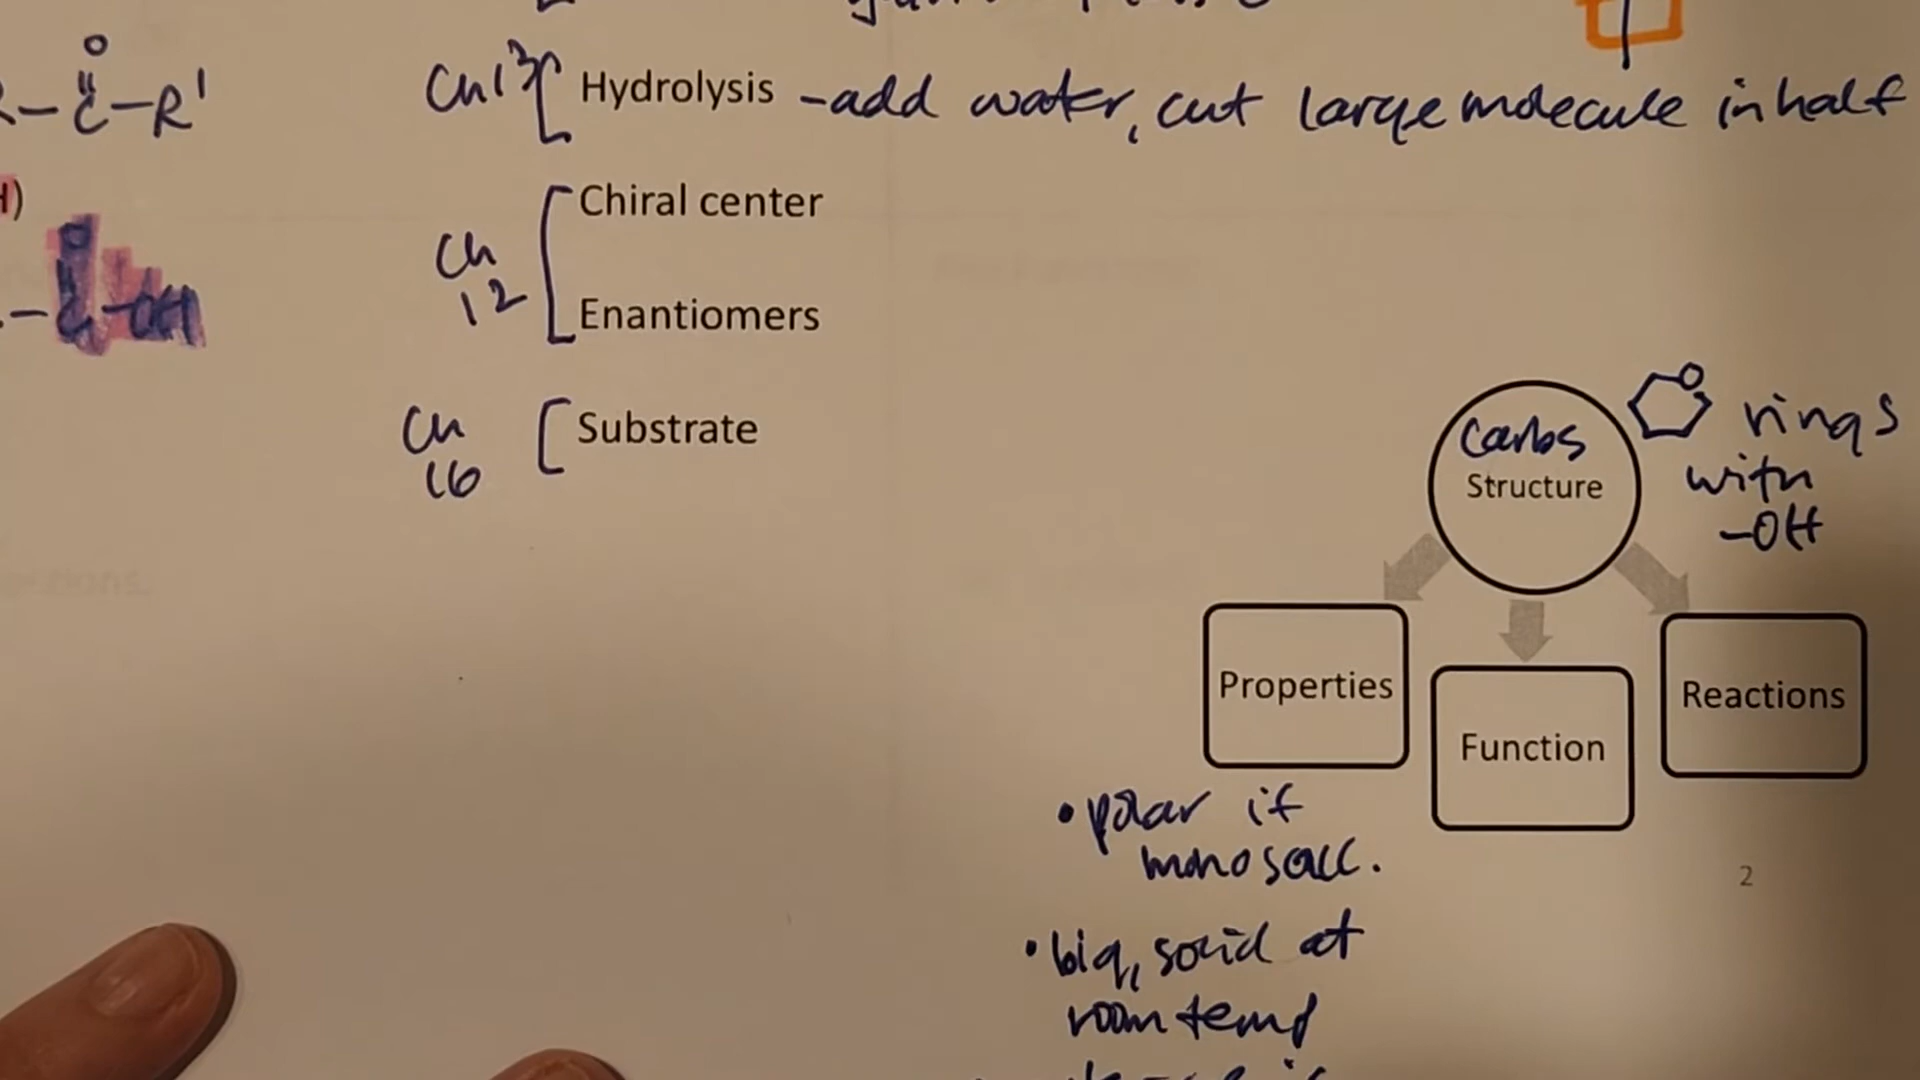 O
C-R'
Ch13 Hydrolysis -add water, cut large molecule in half
H)
Chiral center
O
Ch
12
C-OH
Enantiomers
Ch
16
Substrate
Carbs
Structure
O
rings
with
-OH
Properties
Function
Reactions
• polar if
monosacc.
2
• big, solid at
room temp